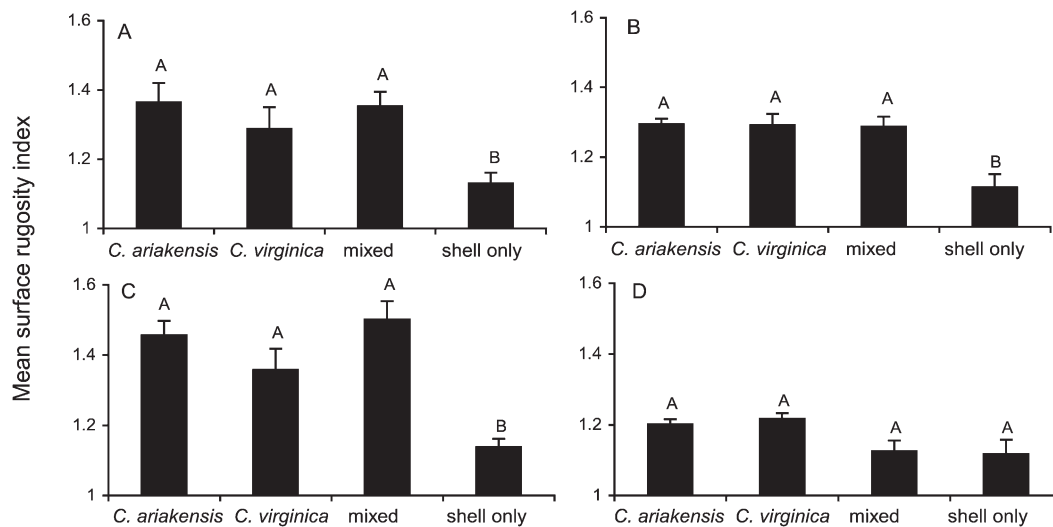 Mean surface rugosity index
A
1.6
1.4
1.2
1
A
A
A
B
C. ariakensis C. virginica mixed shell only
B
1.6
1.4
1.2
1
A
A
A
B
C. ariakensis C. virginica mixed shell only
C
1.6
1.4
1.2
1
A
A
A
B
C. ariakensis C. virginica mixed shell only
D
1.6
1.4
1.2
1
A
A
A
A
C. ariakensis C. virginica mixed shell only